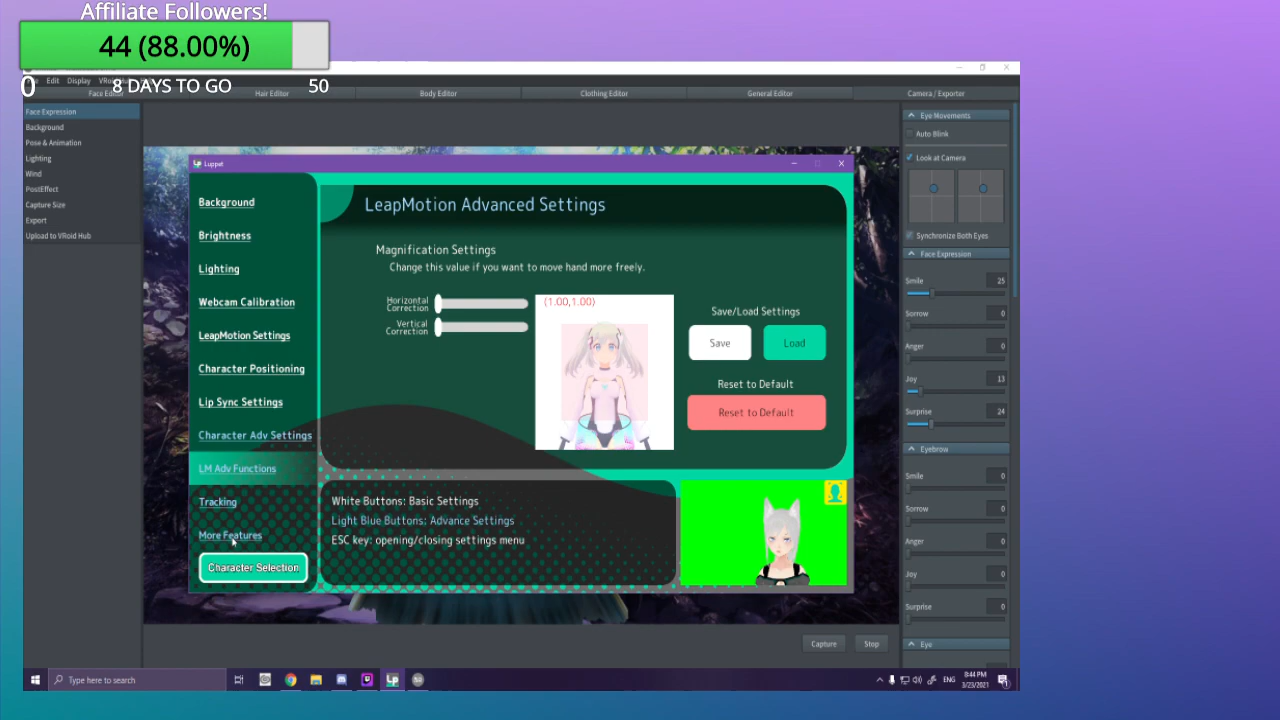 Affiliate Followers!
44 (88.00%)
0 8 DAYS TO GO 50
Edit Display
Hair Editor Body Editor Clothing Editor General Editor Camera / Exporter
Face Expression
Background
Pose & Animation
Lighting
Wind
PostEffect
Capture Size
Export
Upload to VRoid Hub
Luppet
Background
Brightness
Lighting
Webcam Calibration
LeapMotion Settings
Character Positioning
Lip Sync Settings
Character Adv Settings
LM Adv Functions
Tracking
More Features
Character Selection
LeapMotion Advanced Settings
Magnification Settings
Change this value if you want to move hand more freely.
Horizontal
Correction
Vertical
Correction
(1.00,1.00)
Save/Load Settings
Save Load
Reset to Default
Reset to Default
White Buttons: Basic Settings
Light Blue Buttons: Advance Settings
ESC key: opening/closing settings menu
Eye Movements
Auto Blink
Look at Camera
Synchronize Both Eyes
Face Expression
Smile 25
Sorrow 0
Anger 0
Joy 13
Surprise 24
Eyebrow
Smile 0
Sorrow 0
Anger 0
Joy 0
Surprise 0
Eye
Capture Stop
Type here to search
Lp
ENG
8:44 PM
3/23/2021